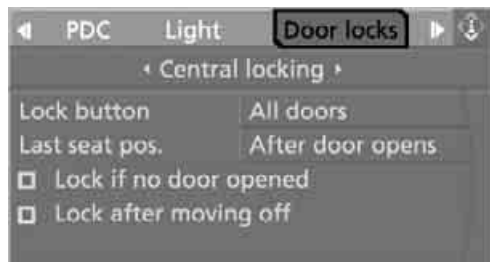 PDC Light Door locks
Central locking
Lock button All doors
Last seat pos. After door opens
Lock if no door opened
Lock after moving off